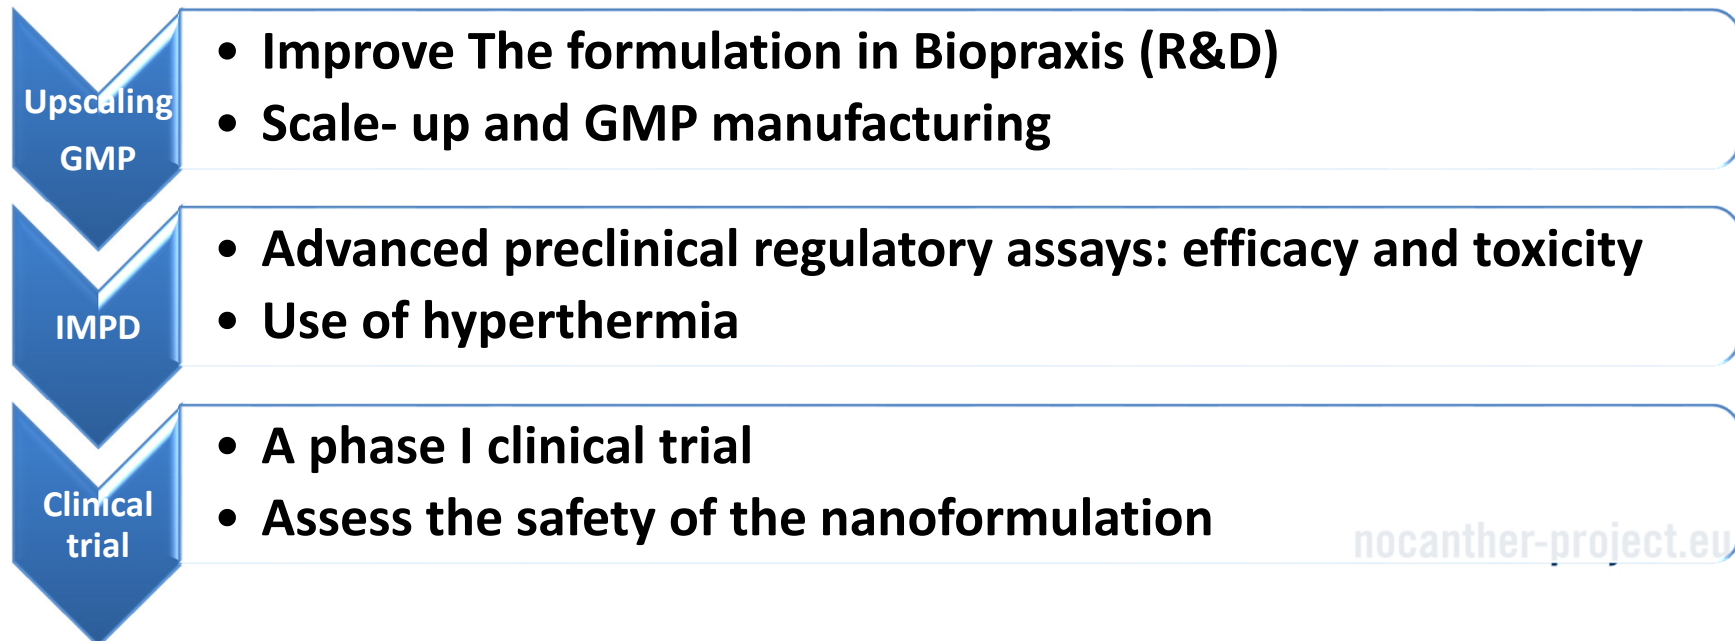 Upscaling
GMP
• Improve The formulation in Biopraxis (R&D)
• Scale- up and GMP manufacturing
IMPD
• Advanced preclinical regulatory assays: efficacy and toxicity
• Use of hyperthermia
Clinical
trial
• A phase I clinical trial
• Assess the safety of the nanoformulation
nocanther-project.eu